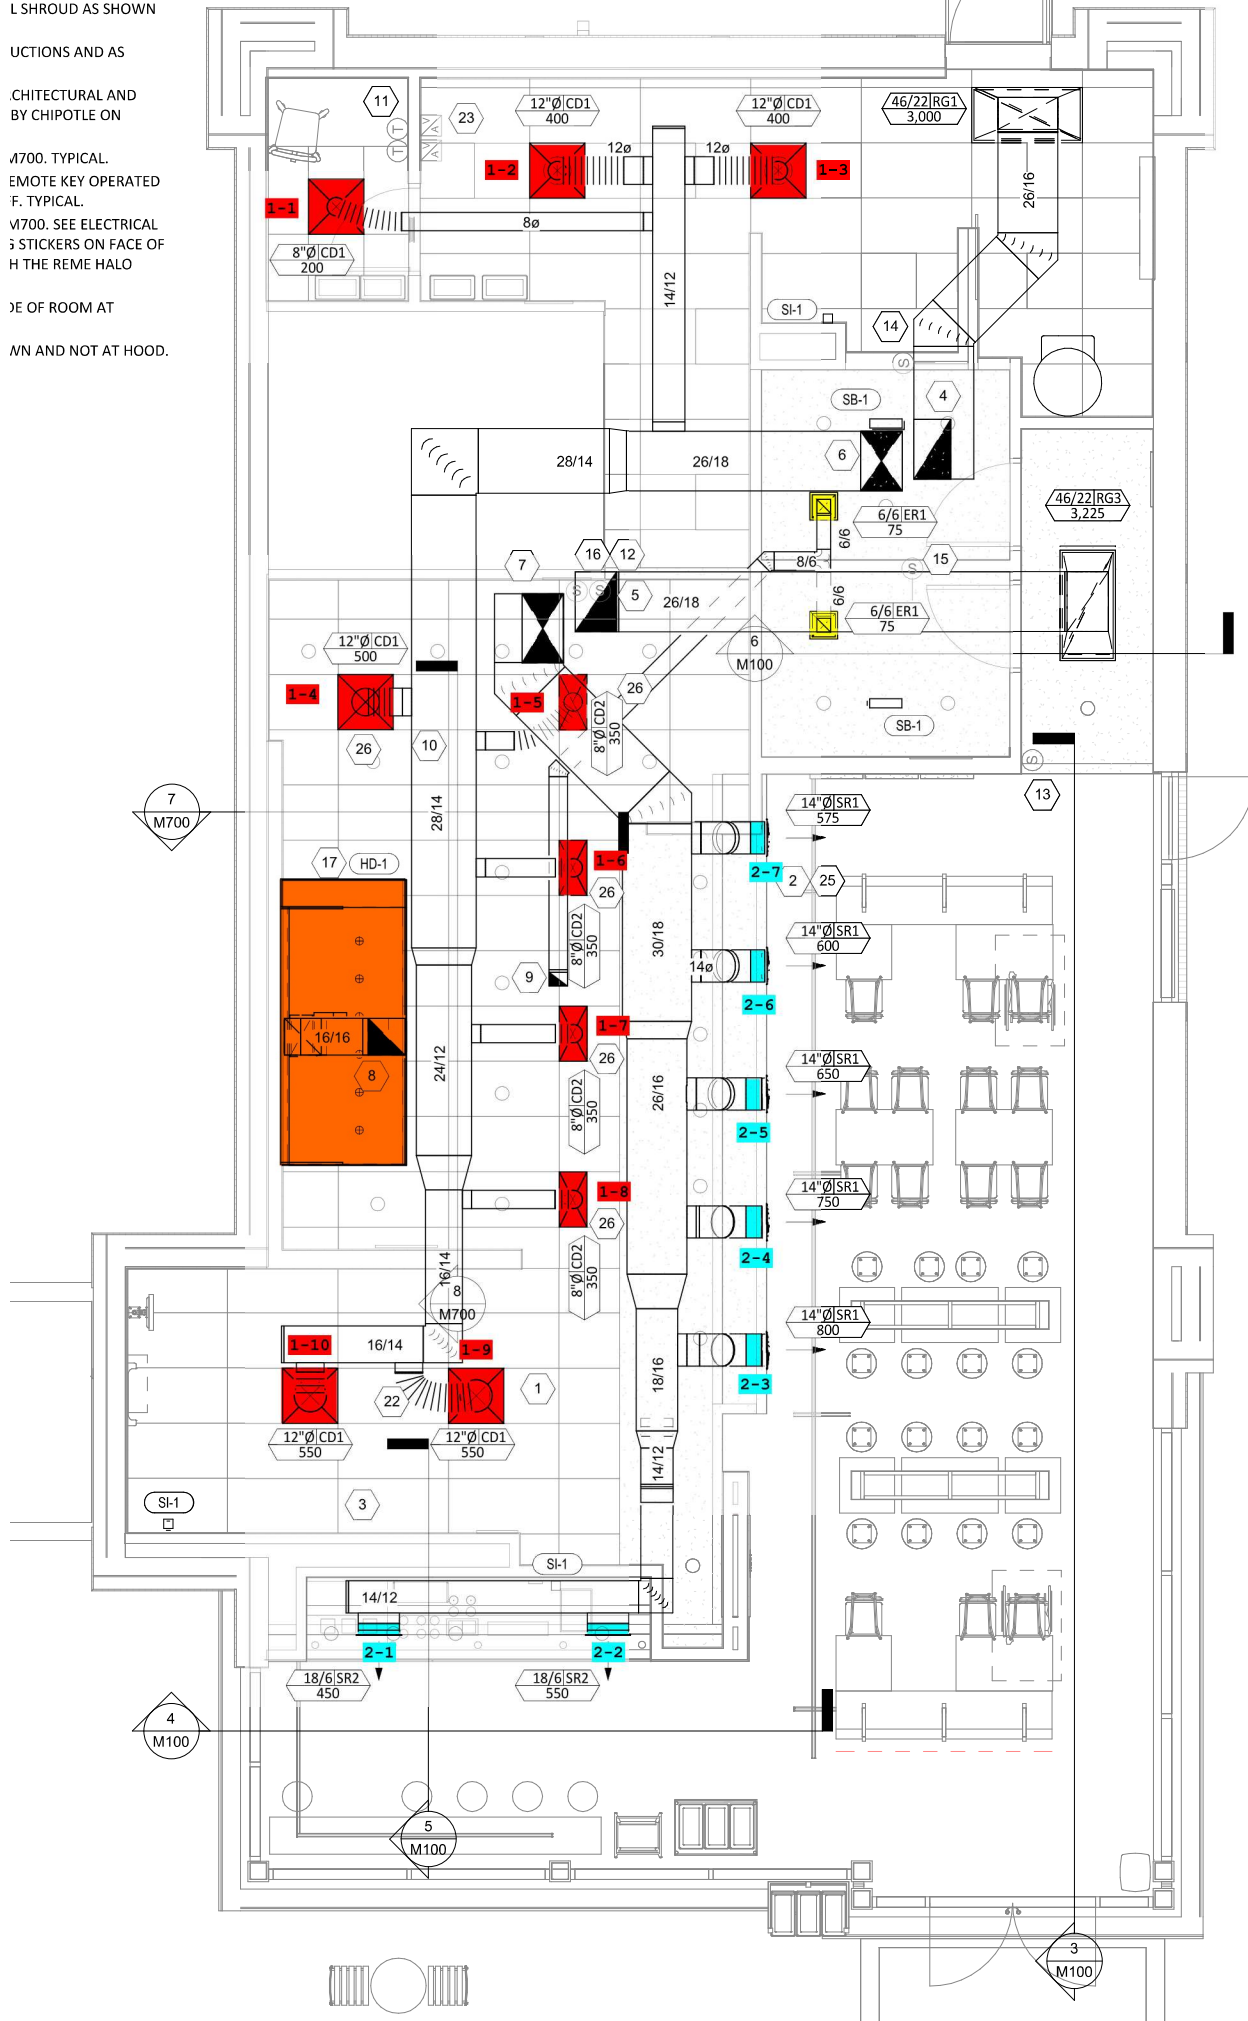 L SHROUD AS SHOWN
UCTIONS AND AS
CHITECTURAL AND
BY CHIPOTLE ON
M700. TYPICAL.
EMOTE KEY OPERATED
F. TYPICAL.
M700. SEE ELECTRICAL
G STICKERS ON FACE OF
H THE REME HALO
DE OF ROOM AT
WN AND NOT AT HOOD.
11
T
T
23
A V
A V
12"Ø CD1
400
12"Ø CD1
400
46/22 RG1
3,000
1-2
12ø
12ø
1-3
26/16
1-1
8ø
8"Ø CD1
200
14/12
SI-1
14
S
SB-1
4
28/14
26/18
6
46/22 RG3
3,225
6/6 ER1
75
6/6
7
16
12
8/6
15
S
S
S
5
26/18
6/6
6/6 ER1
75
12"Ø CD1
500
6
M100
1-4
1-5
26
8"Ø CD2
350
SB-1
26
10
S
13
7
M700
28/14
14"Ø SR1
575
17
HD-1
1-6
2-7
2
25
26
8"Ø CD2
350
30/18
14ø
14"Ø SR1
600
9
2-6
16/16
8
24/12
1-7
26
26/16
14"Ø SR1
650
8"Ø CD2
350
2-5
1-8
26
14"Ø SR1
750
2-4
16/14
8
M700
8"Ø CD2
350
14"Ø SR1
800
1-10
16/14
1-9
18/16
2-3
22
1
12"Ø CD1
550
12"Ø CD1
550
14/12
SI-1
3
SI-1
14/12
2-1
2-2
18/6 SR2
450
18/6 SR2
550
4
M100
5
M100
3
M100